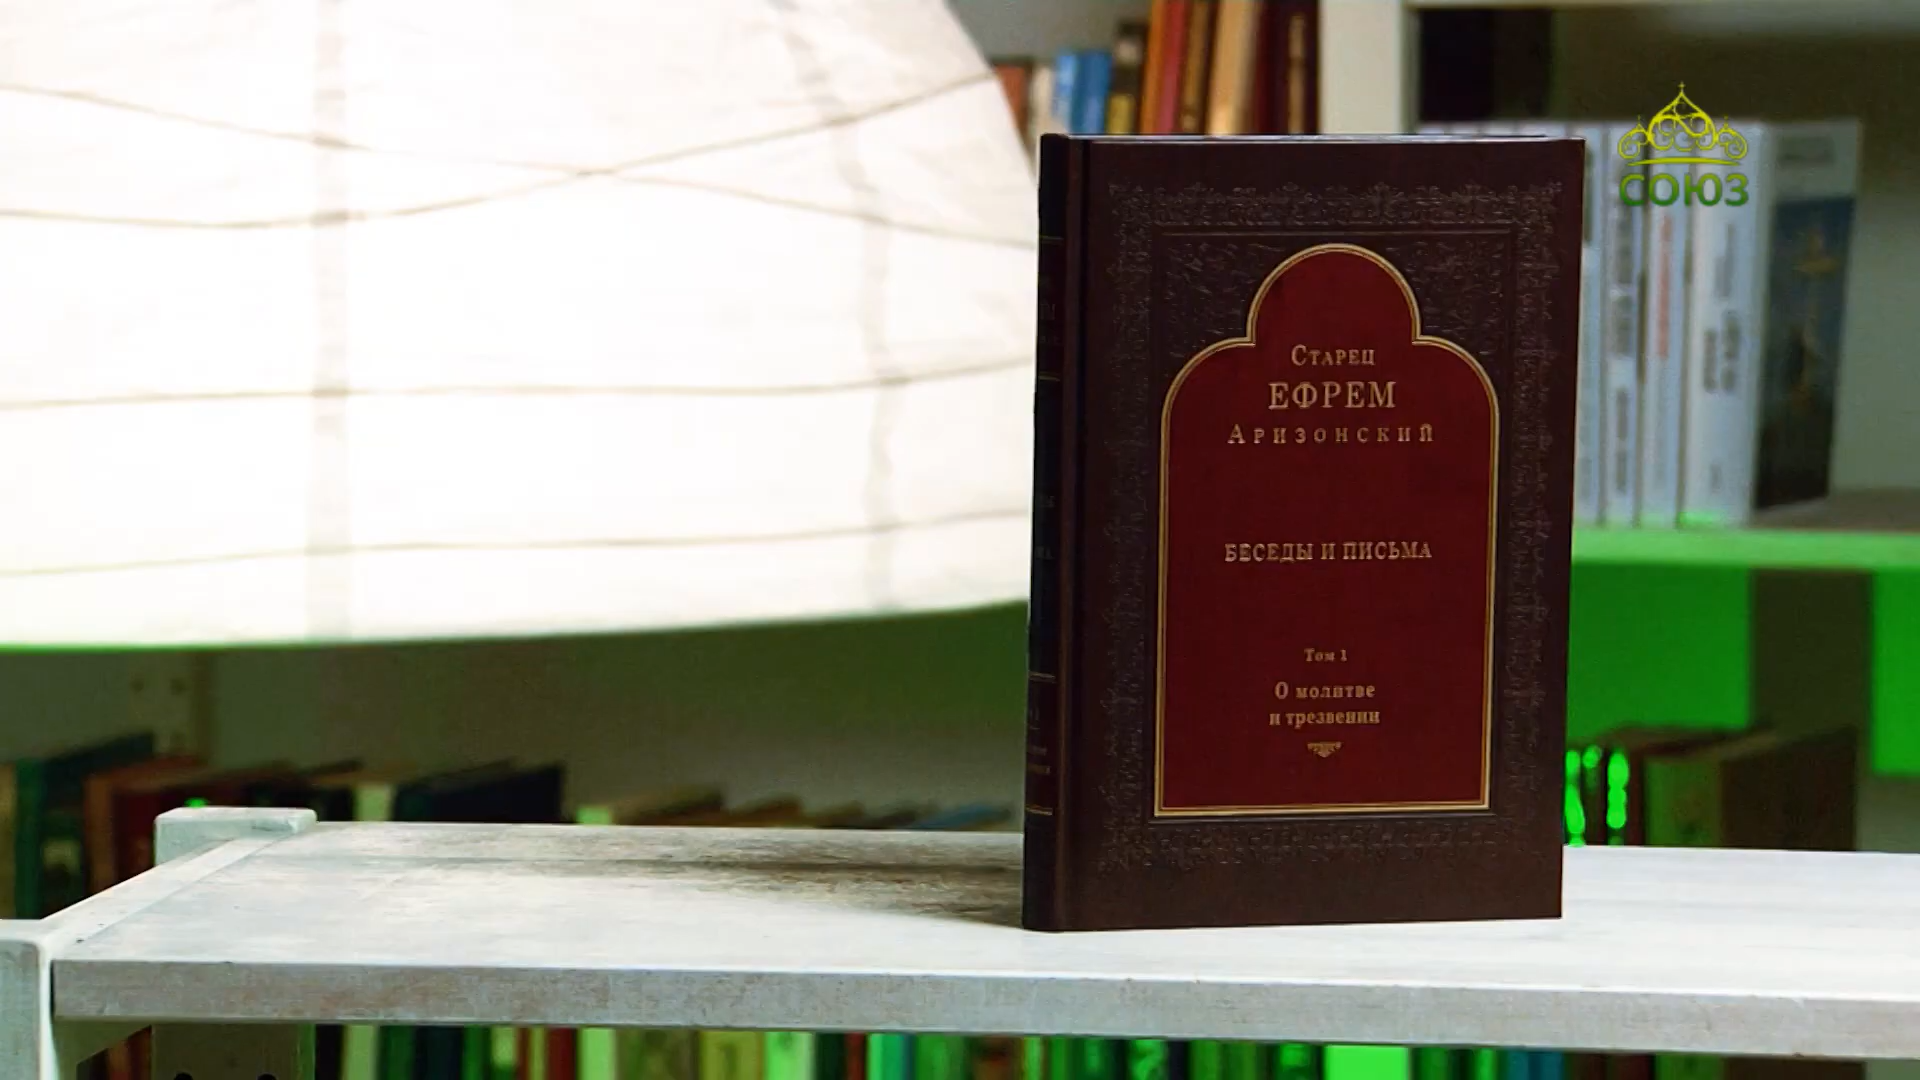 СОЮЗ
Старец
ЕФРЕМ
Аризонский
БЕСЕДЫ И ПИСЬМА
Том 1
О молитве
и трезвении